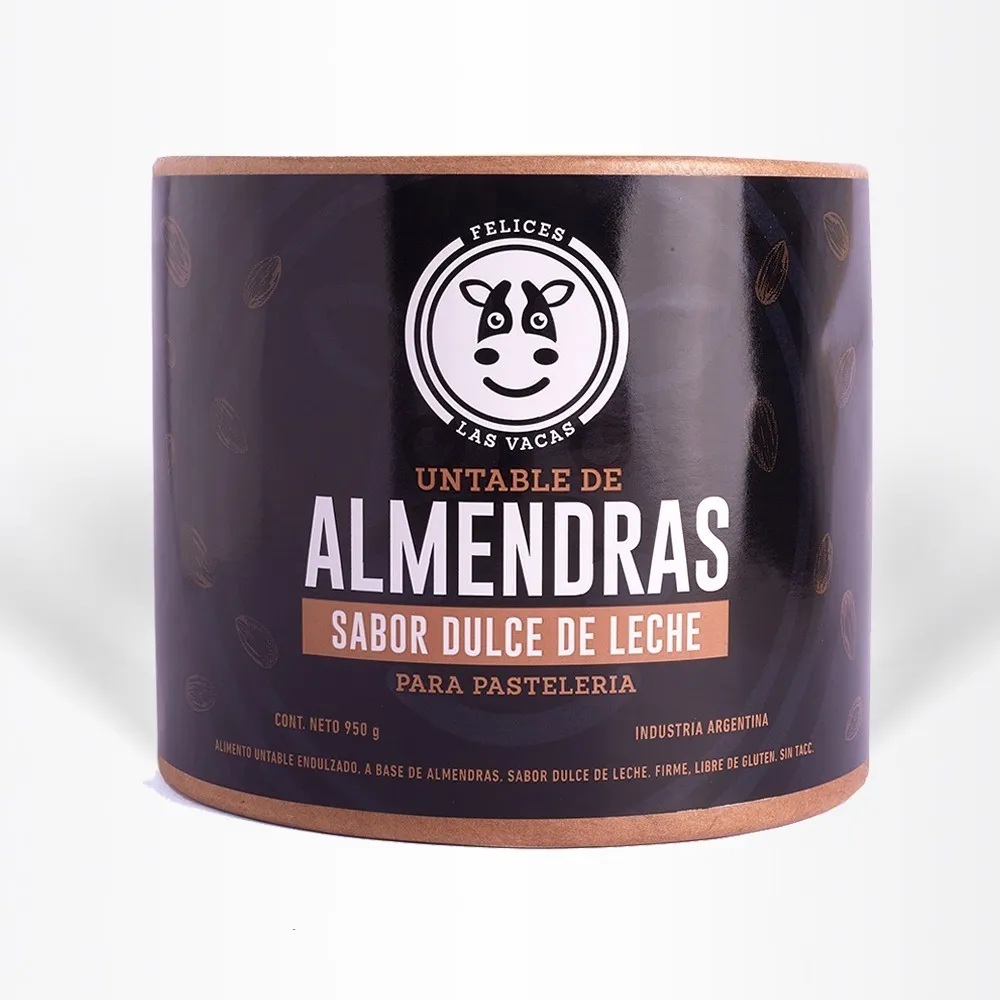 FELICES
LAS VACAS
UNTABLE DE
ALMENDRAS
SABOR DULCE DE LECHE
PARA PASTELERIA
CONT. NETO 950 g
INDUSTRIA ARGENTINA
ALIMENTO UNTABLE ENDULZADO, A BASE DE ALMENDRAS, SABOR DULCE DE LECHE. FIRME, LIBRE DE GLUTEN. SIN TACC.